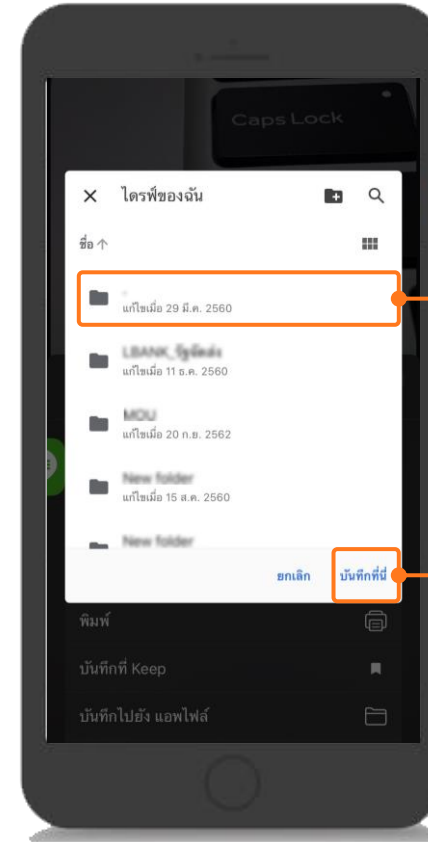 Caps Lock
ไดรฟ์ของฉัน
ชื่อ ↑
แก้ไขเมื่อ 29 มี.ค. 2560
แก้ไขเมื่อ 11 ธ.ค. 2560
MOU
แก้ไขเมื่อ 20 ก.ย. 2562
New folder
แก้ไขเมื่อ 15 ส.ค. 2560
New folder
ยกเลิก บันทึกที่นี่
พิมพ์
บันทึกที่ Keep
บันทึกไปยัง แอพไฟล์